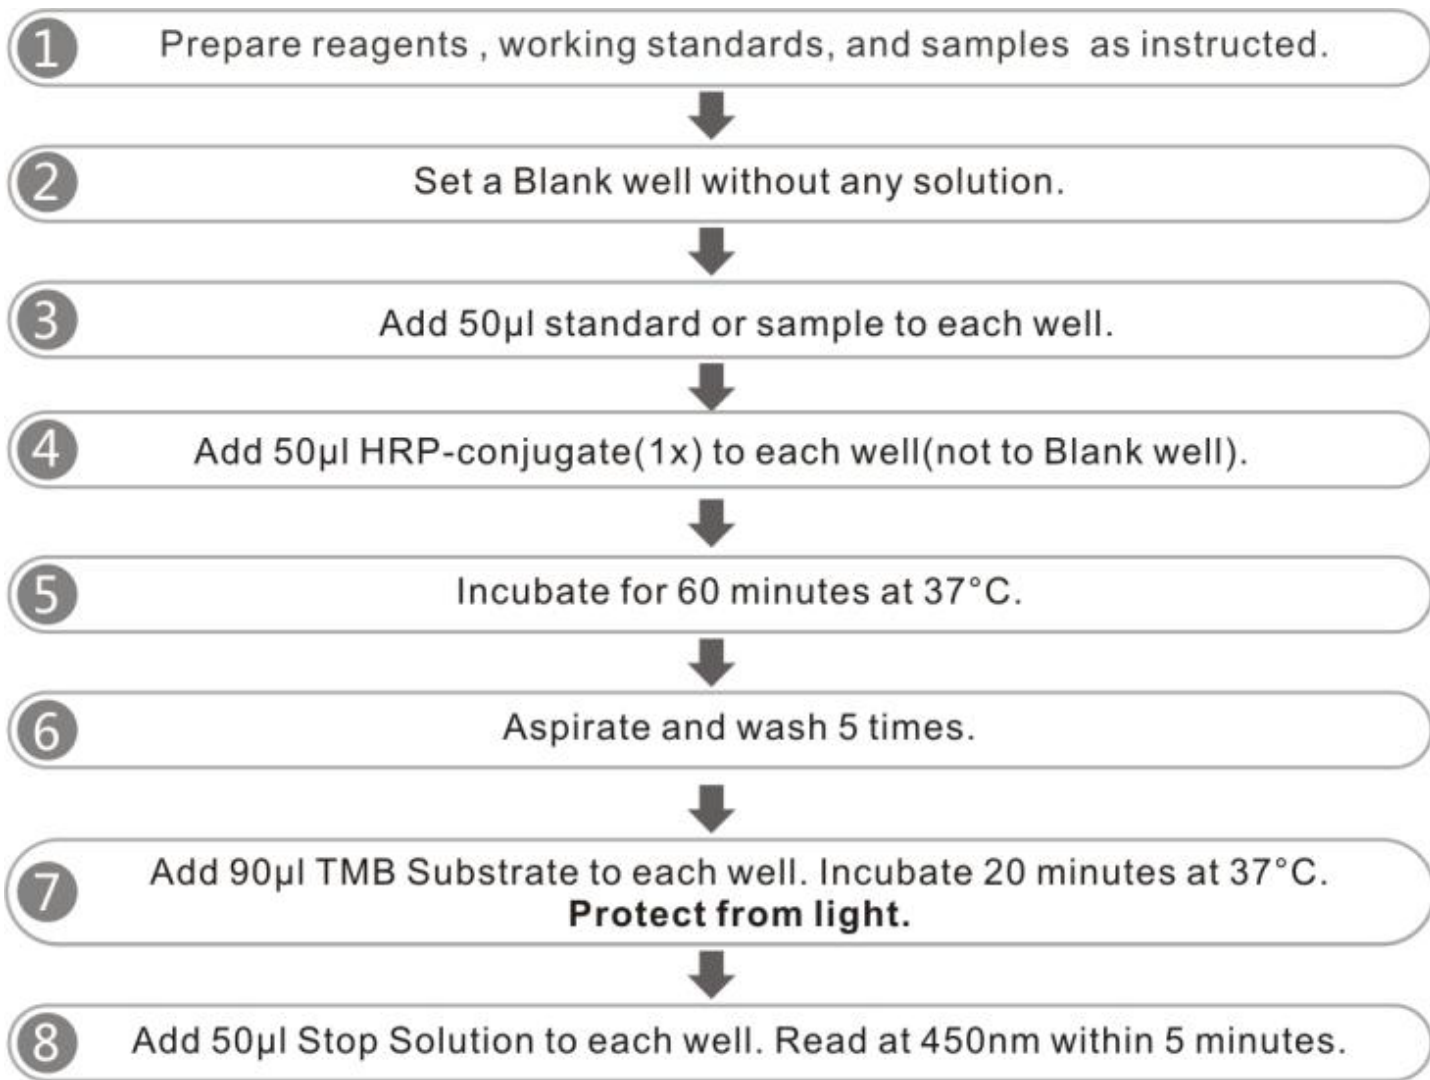 1 Prepare reagents , working standards, and samples as instructed.
2 Set a Blank well without any solution.
3 Add 50µl standard or sample to each well.
4 Add 50µl HRP-conjugate(1x) to each well(not to Blank well).
5 Incubate for 60 minutes at 37°C.
6 Aspirate and wash 5 times.
7 Add 90µl TMB Substrate to each well. Incubate 20 minutes at 37°C.
Protect from light.
8 Add 50µl Stop Solution to each well. Read at 450nm within 5 minutes.